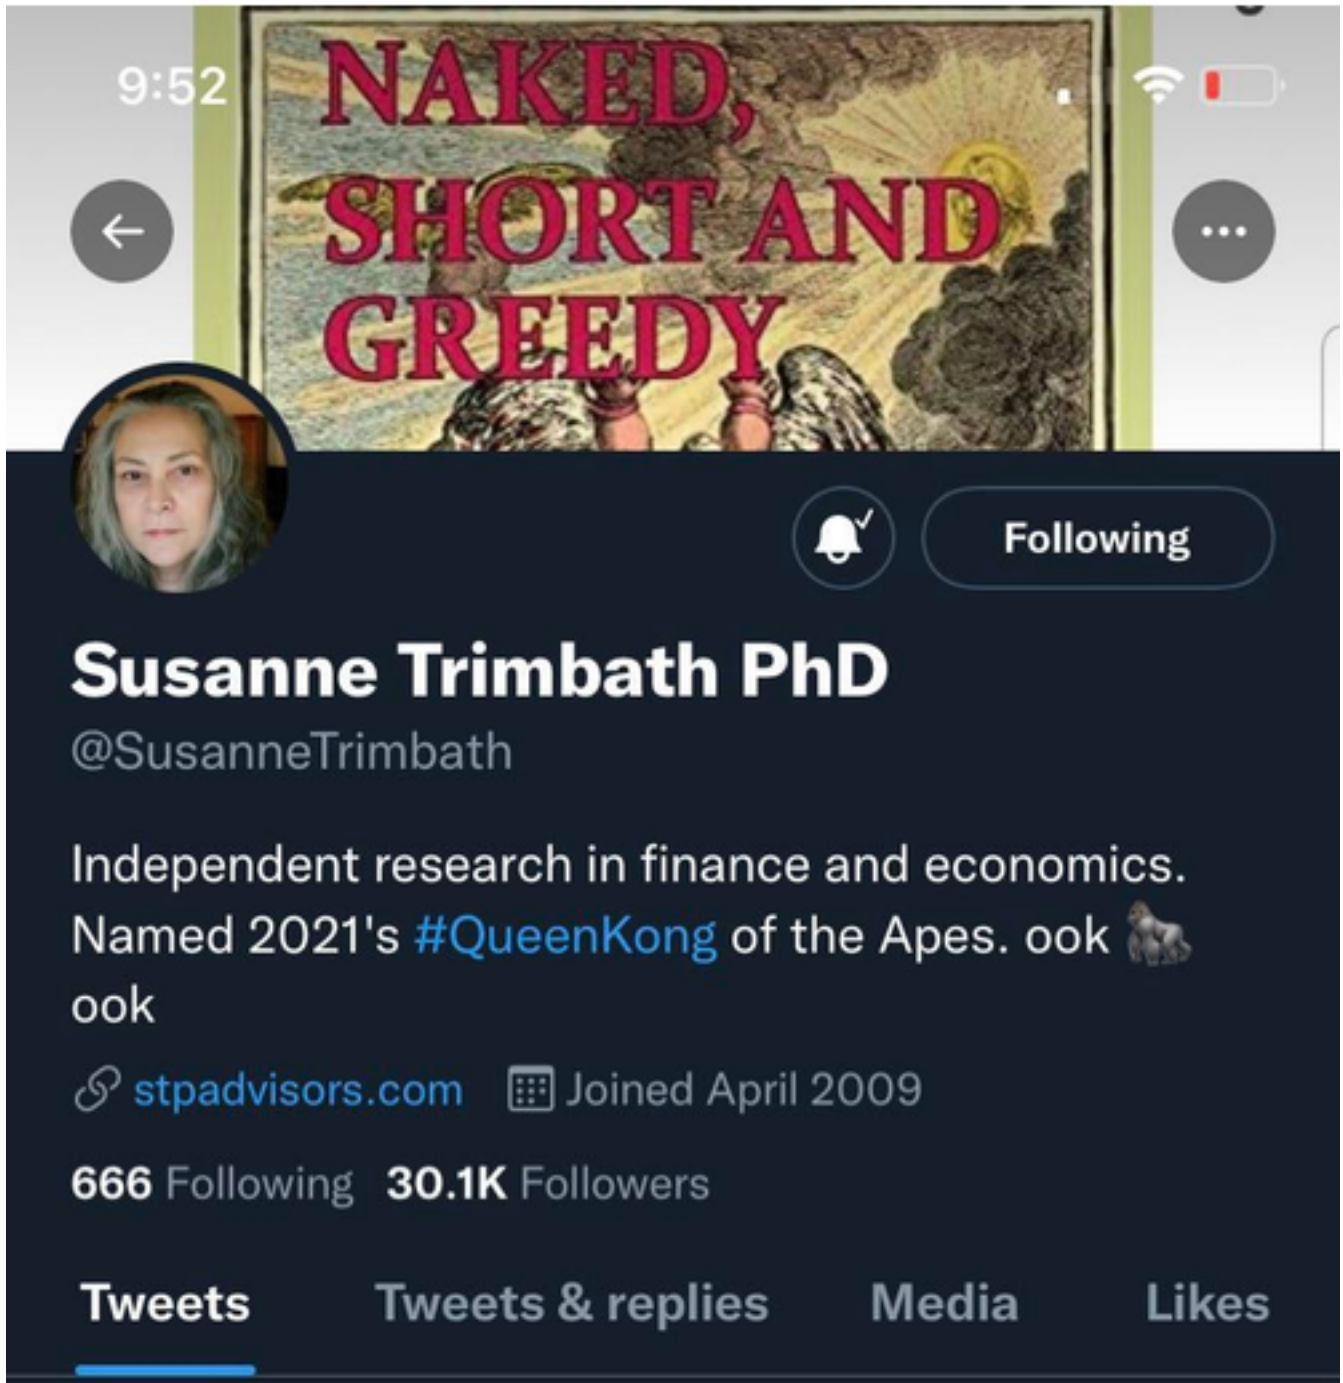 9:52
NAKED,
SHORT AND
GREEDY
Following
Susanne Trimbath PhD
@SusanneTrimbath
Independent research in finance and economics.
Named 2021's #QueenKong of the Apes. ook 🦍
ook
stpadvisors.com Joined April 2009
666 Following 30.1K Followers
Tweets Tweets & replies Media Likes